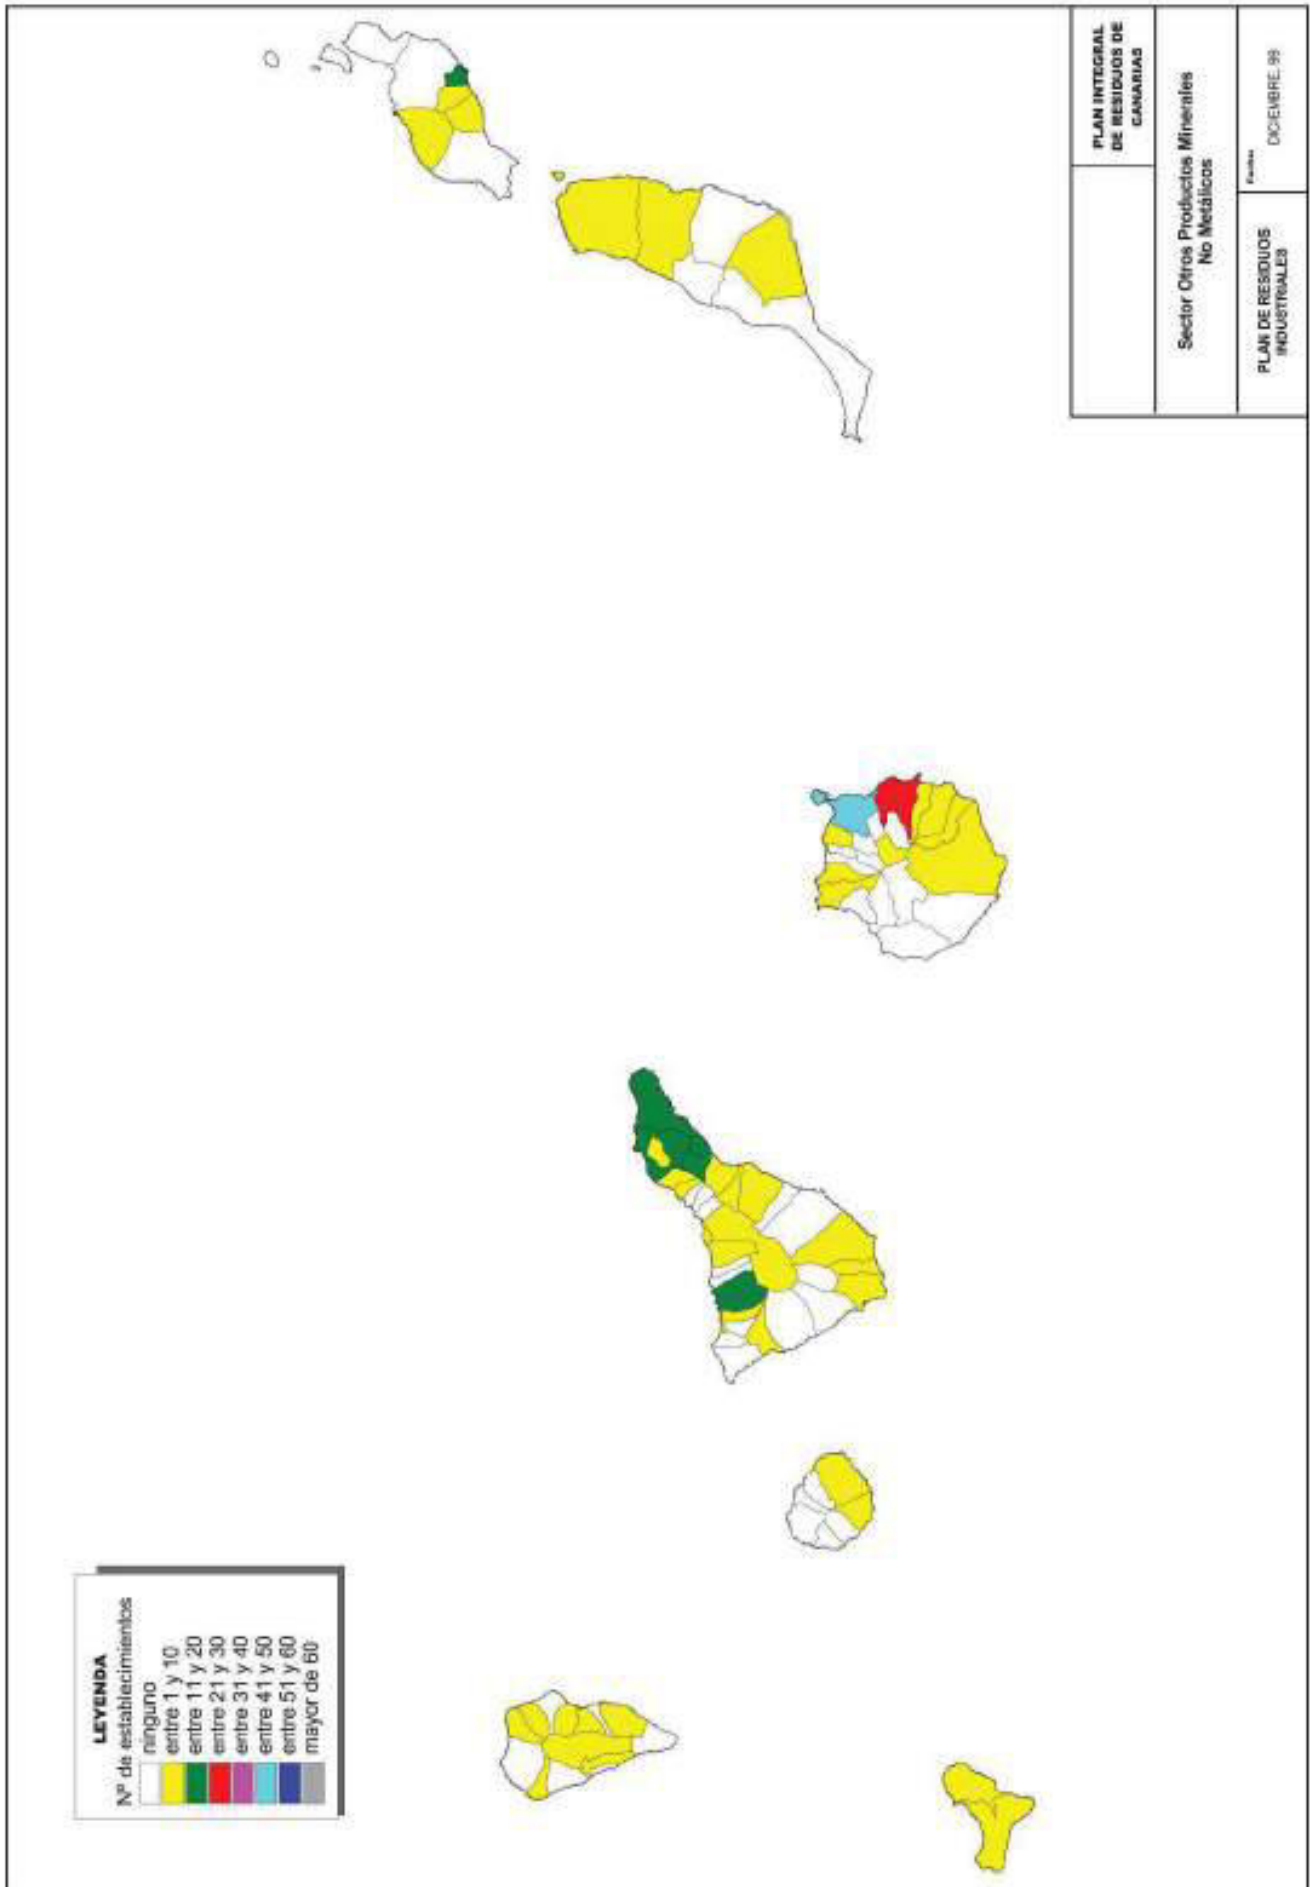 LEYENDA
Nº de establecimientos
ninguno
entre 1 y 10
entre 11 y 20
entre 21 y 30
entre 31 y 40
entre 41 y 50
entre 51 y 60
mayor de 60
PLAN INTEGRAL
DE RESIDUOS DE
CANARIAS
Sector Otros Productos Minerales
No Metálicos
PLAN DE RESIDUOS
INDUSTRIALES
Fecha:
DICIEMBRE, 99